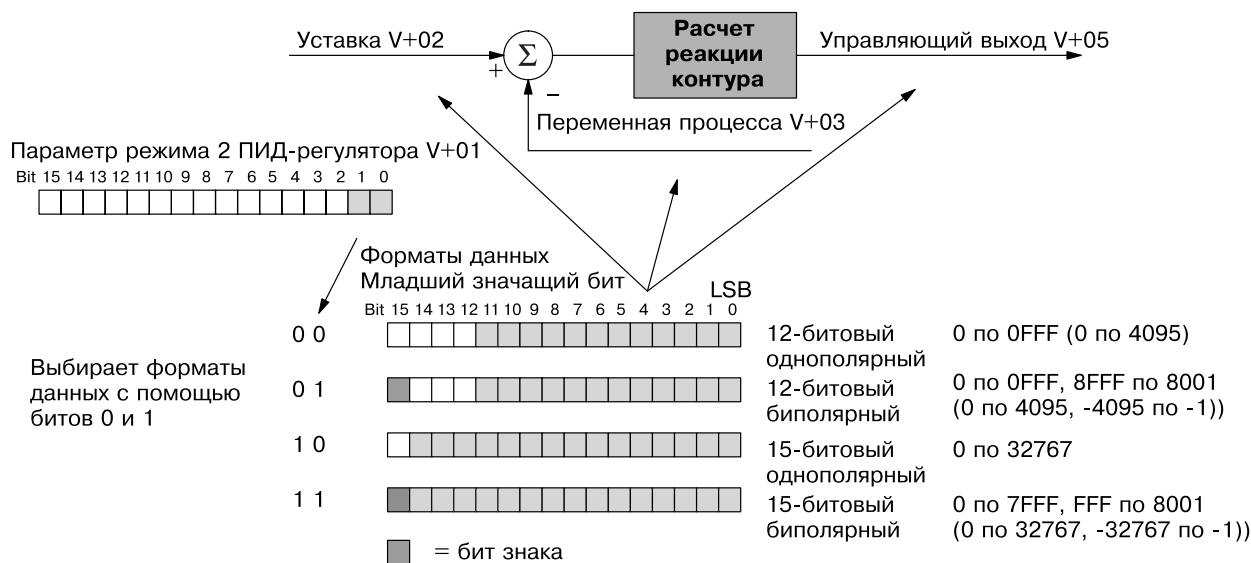 Уставка V+02
+
Σ
−
Расчет
реакции
контура
Управляющий выход V+05
Переменная процесса V+03
Параметр режима 2 ПИД-регулятора V+01
Bit 15 14 13 12 11 10 9 8 7 6 5 4 3 2 1 0
Форматы данных
Младший значащий бит
LSB
Bit 15 14 13 12 11 10 9 8 7 6 5 4 3 2 1 0
Выбирает форматы
данных с помощью
битов 0 и 1
0 0
12-битовый
однополярный
0 по 0FFF (0 по 4095)
0 1
12-битовый
биполярный
0 по 0FFF, 8FFF по 8001
(0 по 4095, -4095 по -1))
1 0
15-битовый
однополярный
0 по 32767
1 1
15-битовый
биполярный
0 по 7FFF, FFF по 8001
(0 по 32767, -32767 по -1))
= бит знака